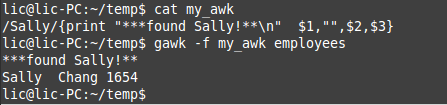 lic@lic-PC:~/temp$ cat my_awk
/Sally/{print "***found Sally!**\n"  $1,"",$2,$3}
lic@lic-PC:~/temp$ gawk -f my_awk employees
***found Sally!**
Sally  Chang 1654
lic@lic-PC:~/temp$